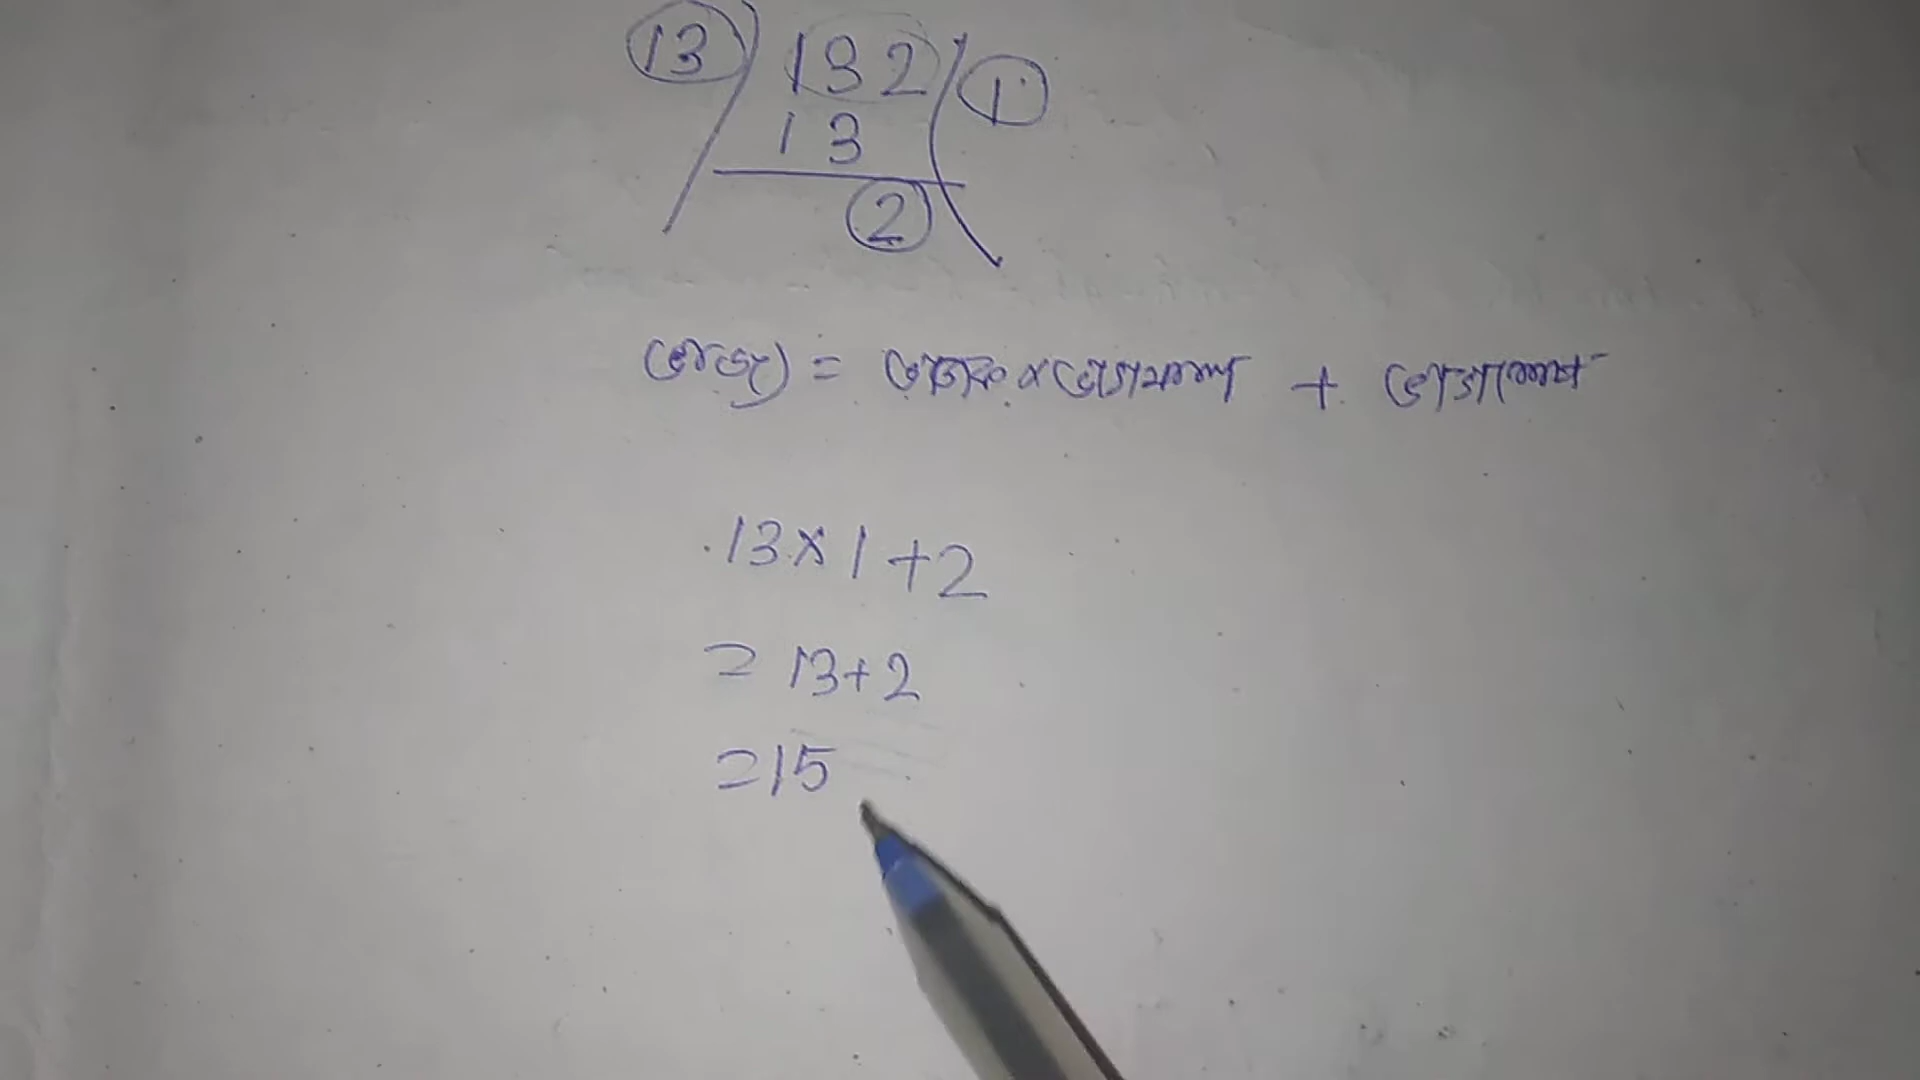 13) 132 (1
13
2
ভাজ্য = ভাজক × ভাগফল + ভাগশেষ
13×1+2
= 13+2
=15